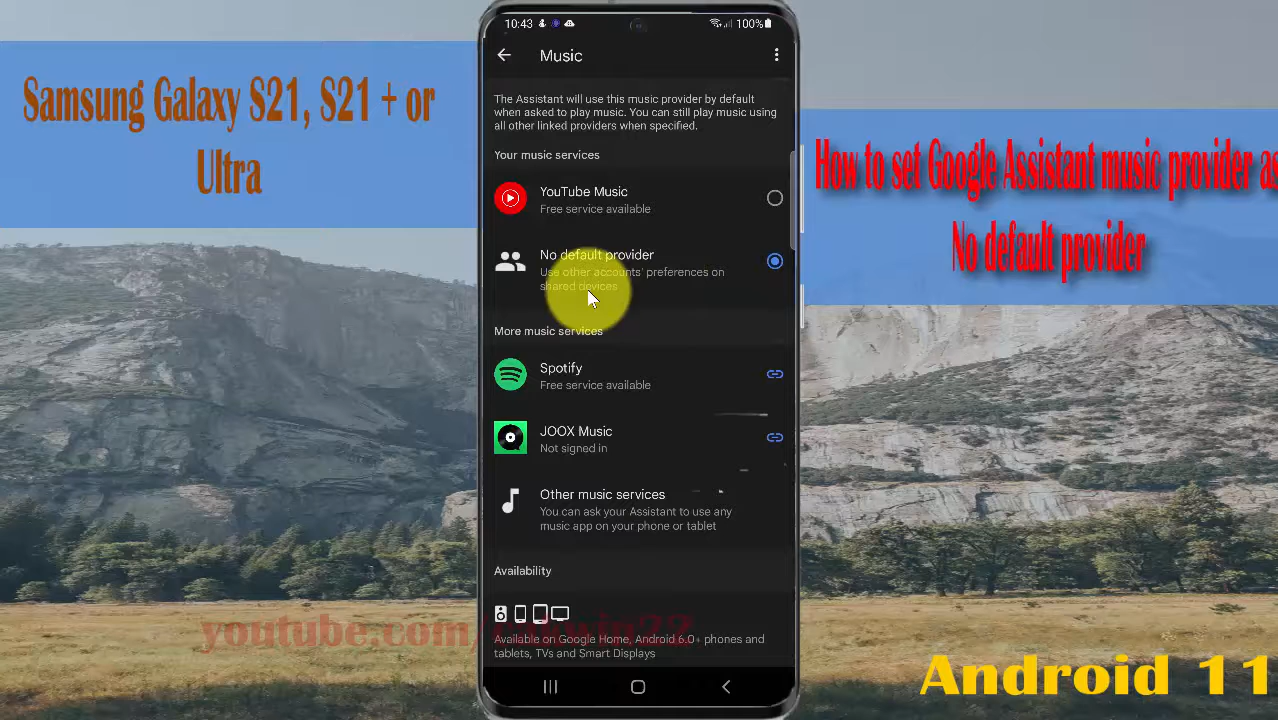 Samsung Galaxy S21, S21 + or
Ultra
10:43
100%
Music
The Assistant will use this music provider by default
when asked to play music. You can still play music using
all other linked providers when specified.
Your music services
YouTube Music
Free service available
No default provider
Use other accounts' preferences on
shared devices
More music services
Spotify
Free service available
JOOX Music
Not signed in
Other music services
You can ask your Assistant to use any
music app on your phone or tablet
Availability
Available on Google Home, Android 6.0+ phones and
tablets, TVs and Smart Displays
How to set Google Assistant music provider as
No default provider
youtube.com/
Android 11